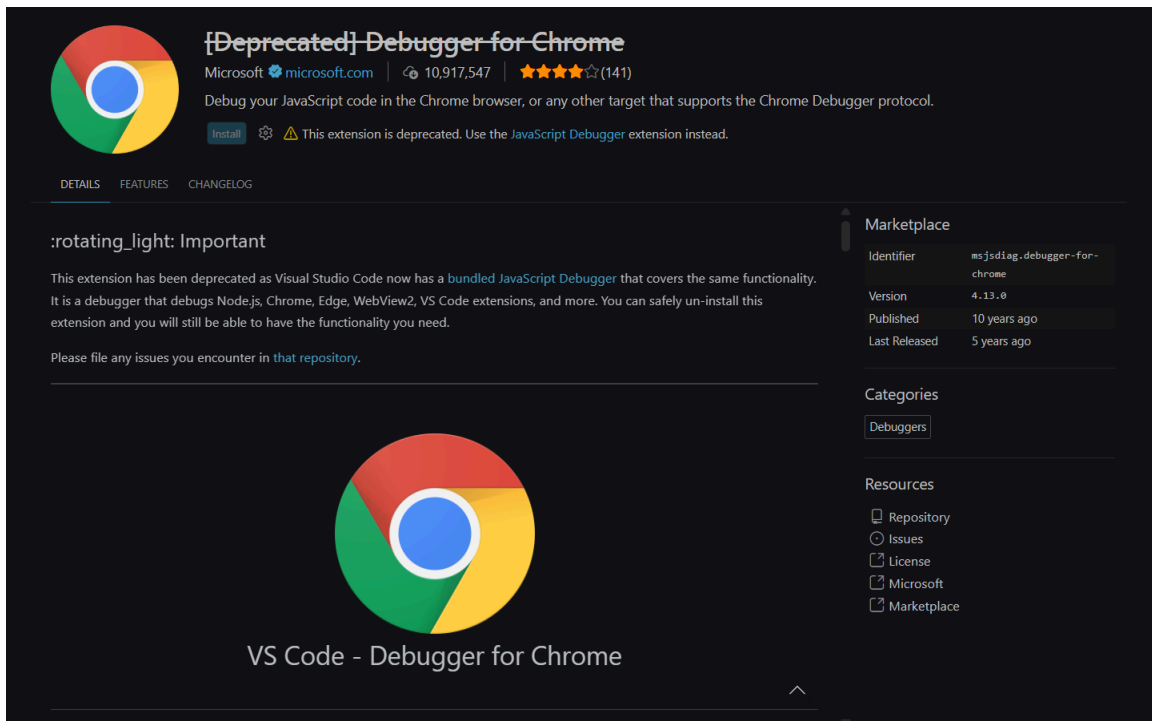 [Deprecated] Debugger for Chrome
Microsoft microsoft.com 10,917,547 (141)
Debug your JavaScript code in the Chrome browser, or any other target that supports the Chrome Debugger protocol.
Install This extension is deprecated. Use the JavaScript Debugger extension instead.
DETAILS FEATURES CHANGELOG
:rotating_light: Important
This extension has been deprecated as Visual Studio Code now has a bundled JavaScript Debugger that covers the same functionality.
It is a debugger that debugs Node.js, Chrome, Edge, WebView2, VS Code extensions, and more. You can safely un-install this
extension and you will still be able to have the functionality you need.
Please file any issues you encounter in that repository.
VS Code - Debugger for Chrome
Marketplace
Identifier msjsdiag.debugger-for-
chrome
Version 4.13.0
Published 10 years ago
Last Released 5 years ago
Categories
Debuggers
Resources
Repository
Issues
License
Microsoft
Marketplace